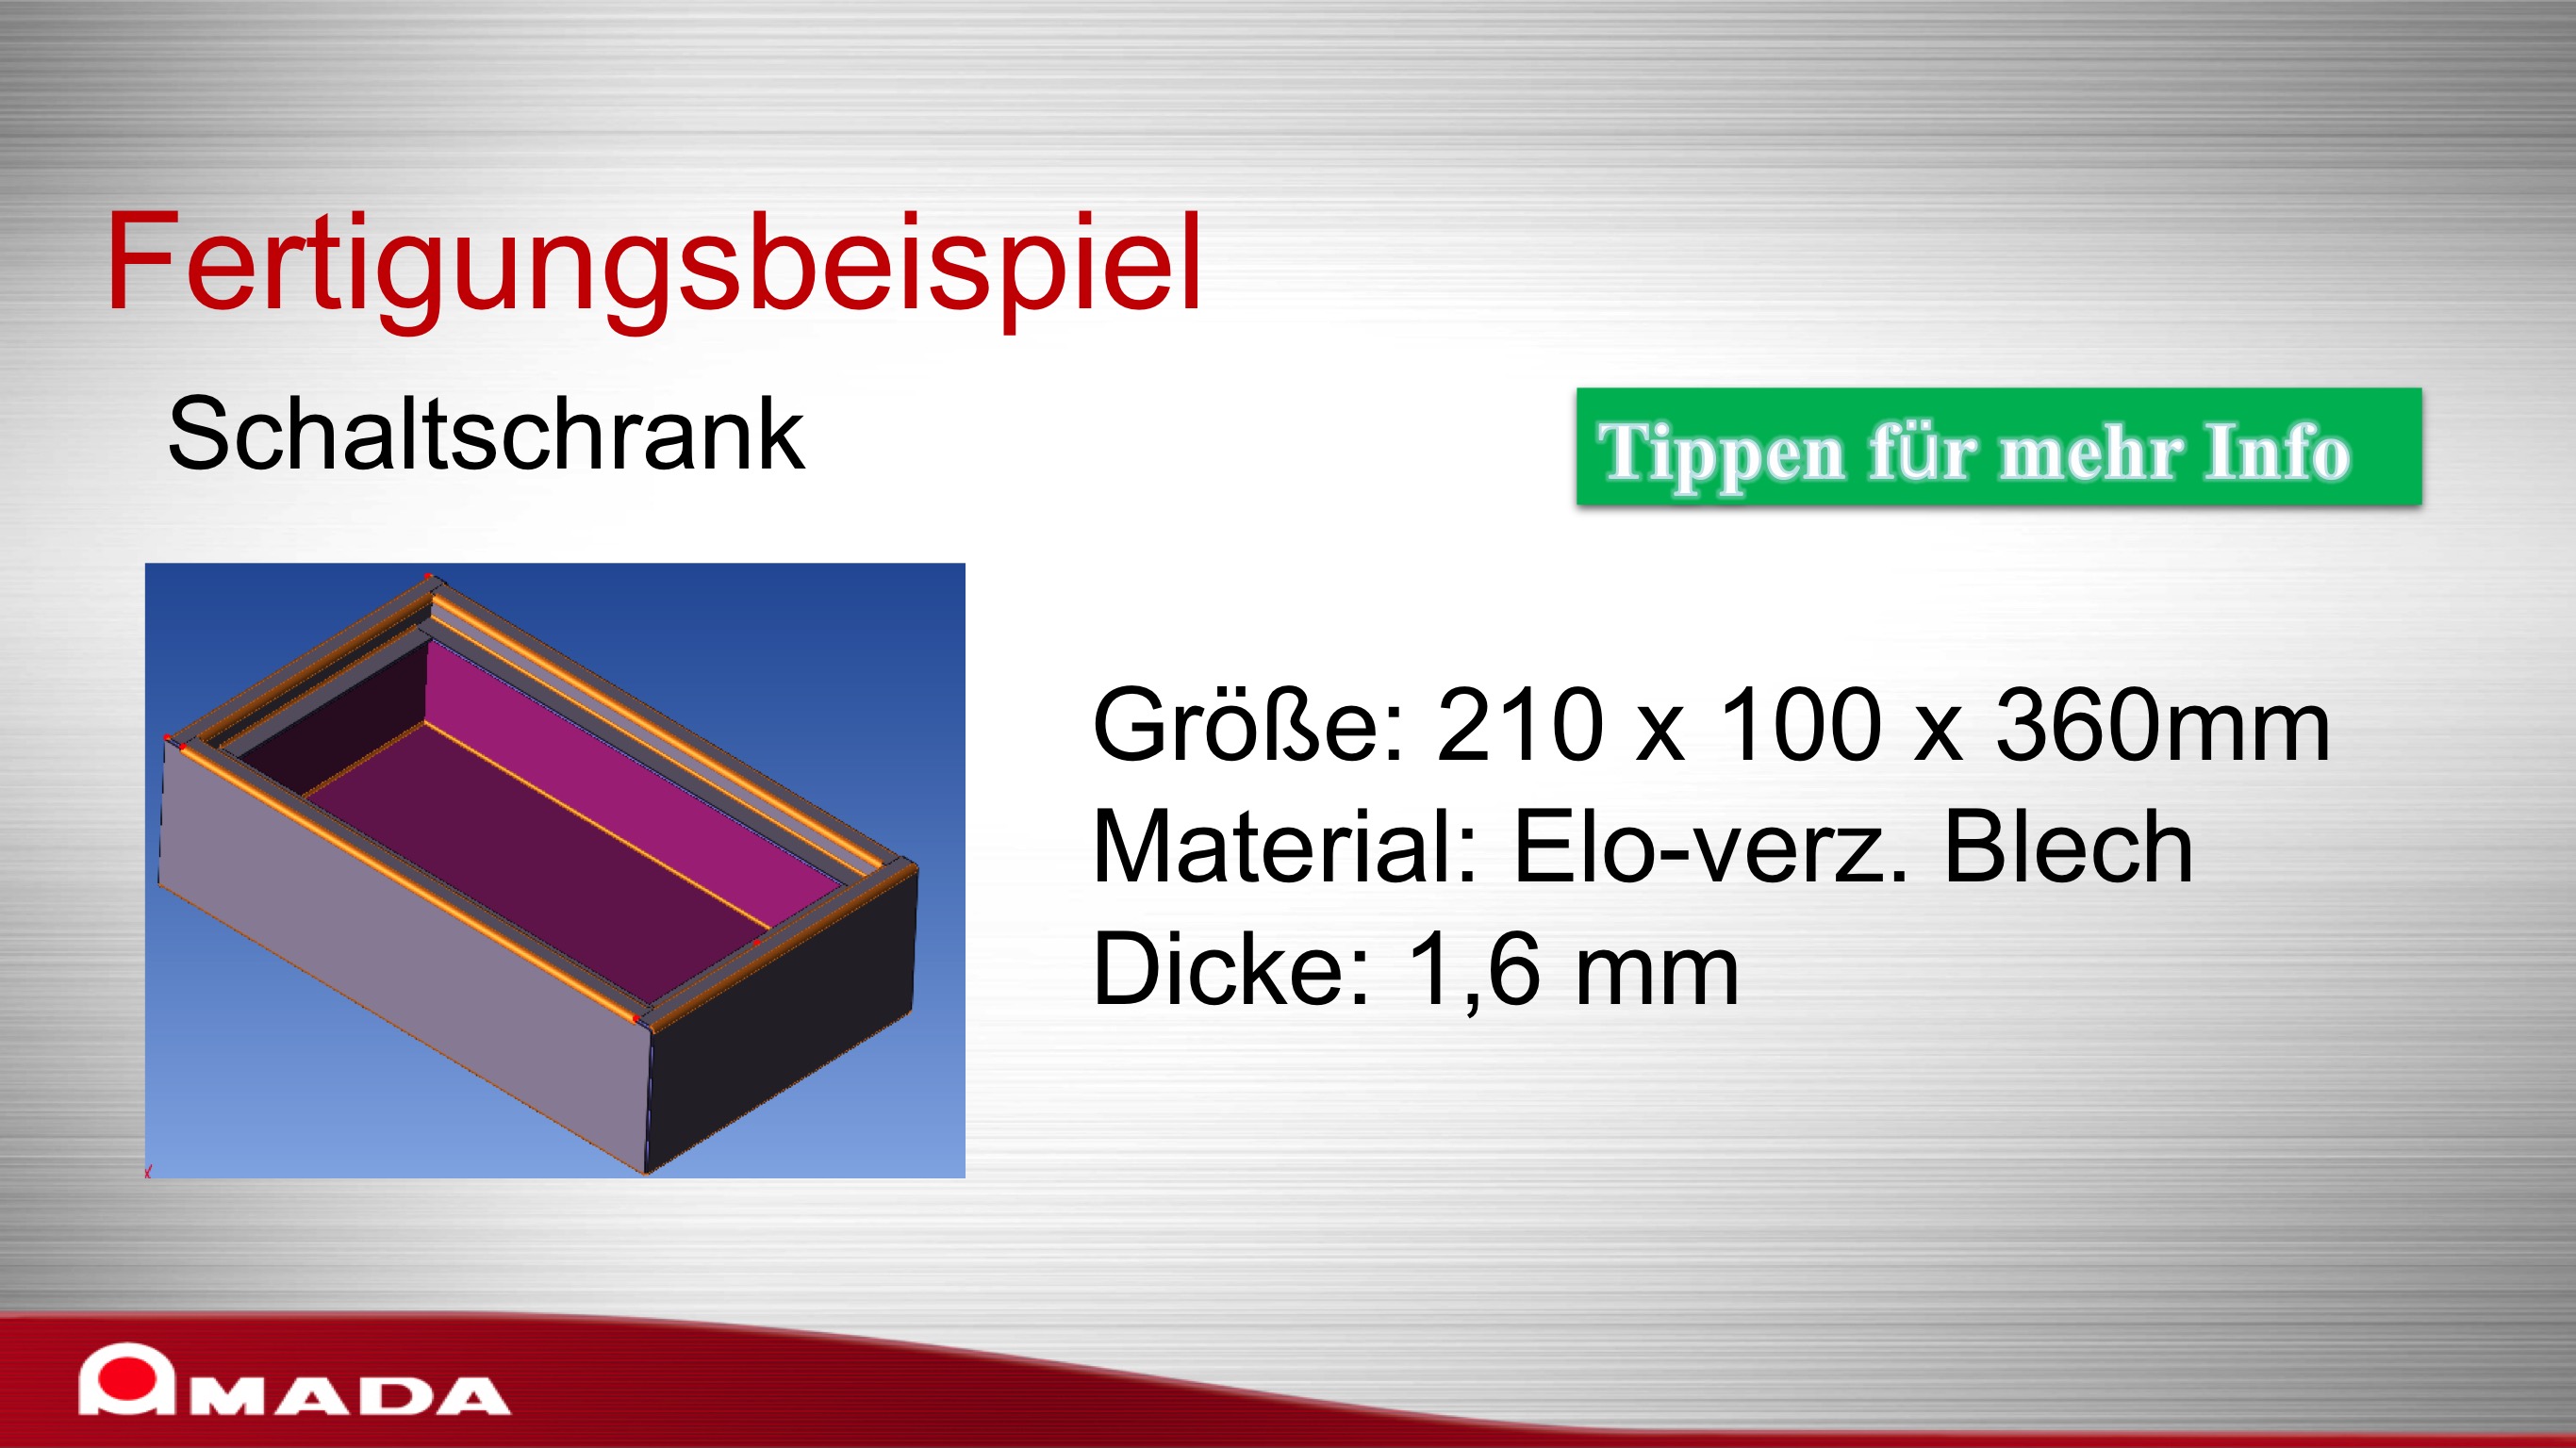 Fertigungsbeispiel
Schaltschrank
Tippen für mehr Info
Größe: 210 x 100 x 360mm
Material: Elo-verz. Blech
Dicke: 1,6 mm
AMADA